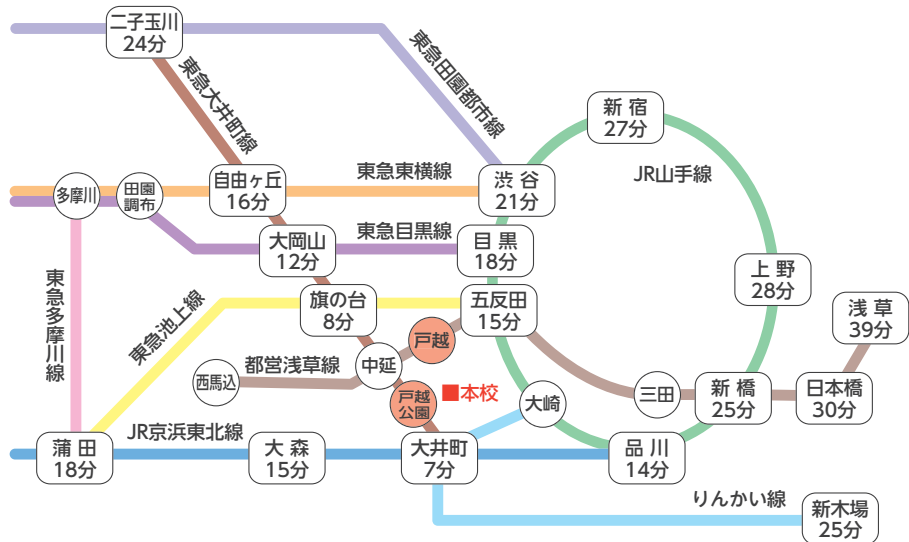 二子玉川
24分
東急大井町線
東急田園都市線
新宿
27分
JR山手線
多摩川
田園
調布
自由ヶ丘
16分
東急東横線
渋谷
21分
東急目黒線
大岡山
12分
目黒
18分
上野
28分
浅草
39分
東急多摩川線
東急池上線
旗の台
8分
五反田
15分
戸越
都営浅草線
西馬込
中延
戸越
公園
■本校
大崎
三田
新橋
25分
日本橋
30分
JR京浜東北線
蒲田
18分
大森
15分
大井町
7分
品川
14分
りんかい線
新木場
25分